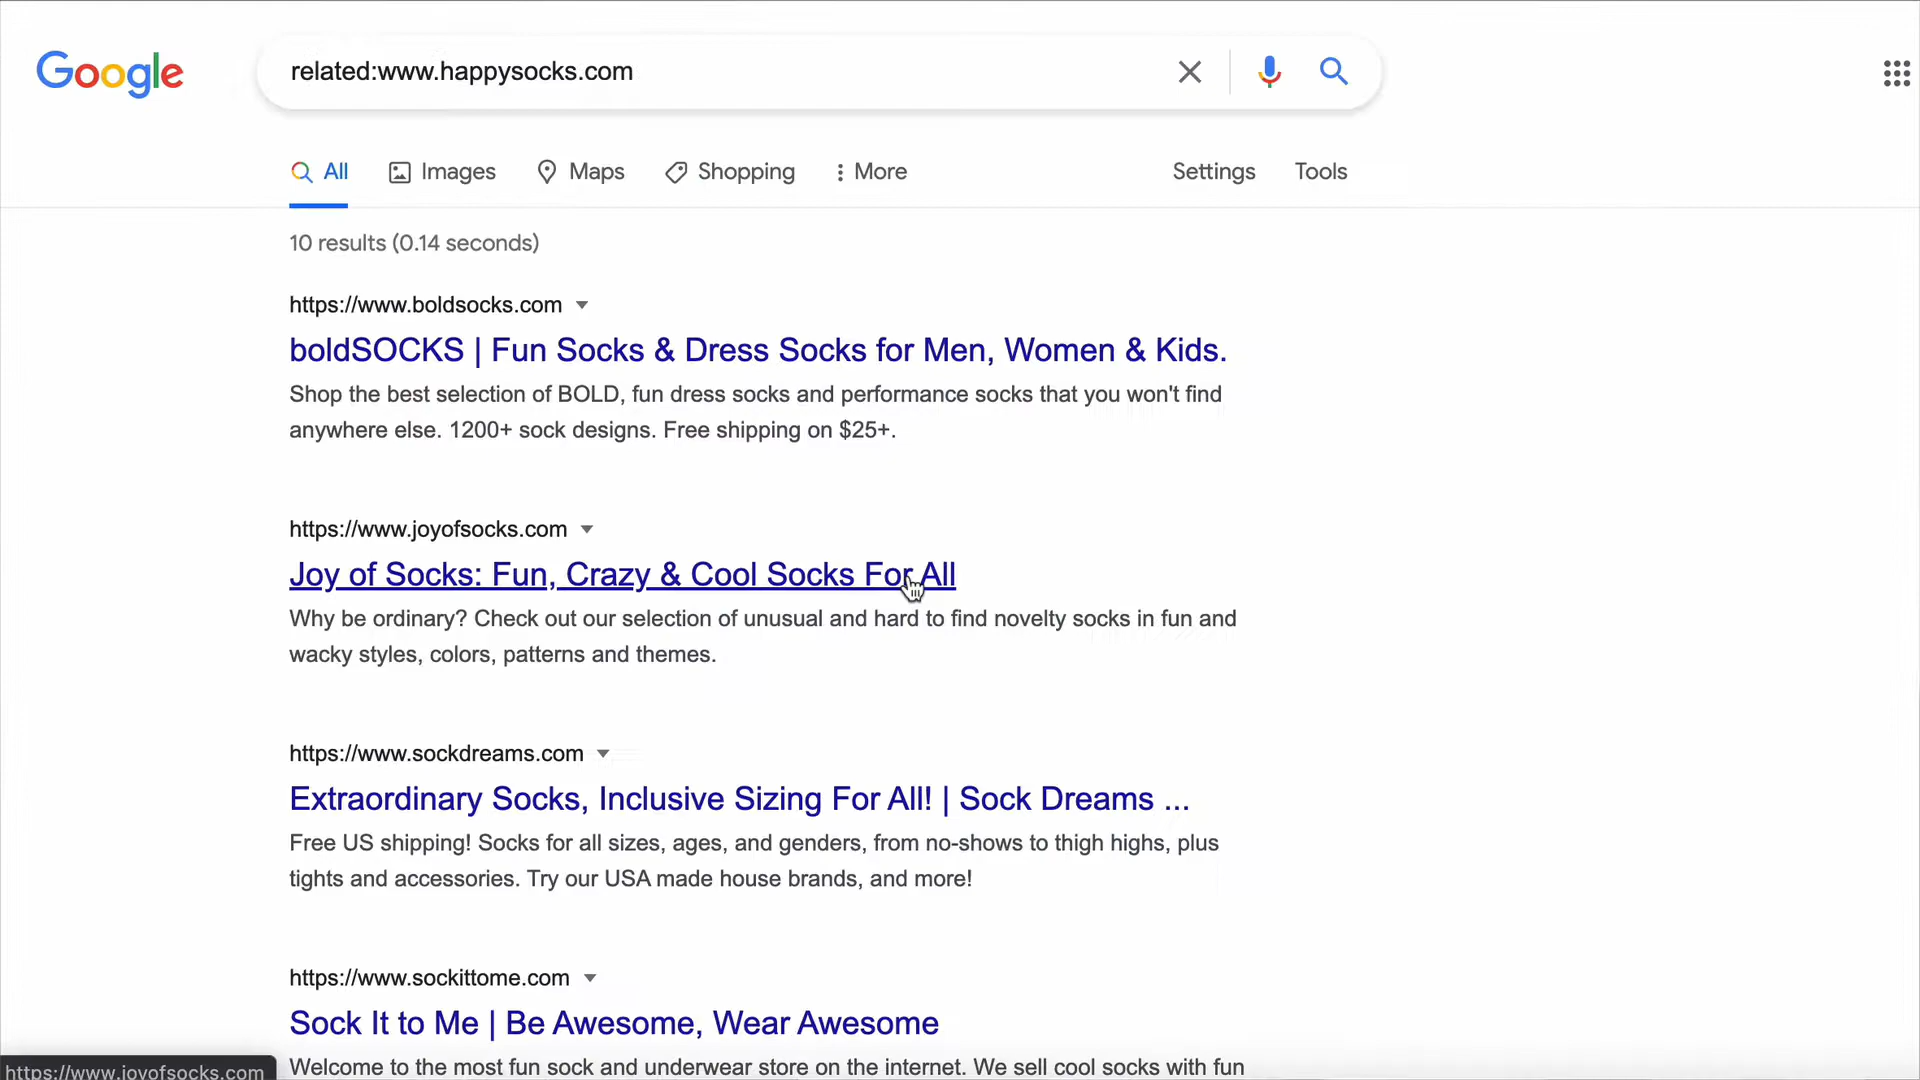 Google
related:www.happysocks.com
All Images Maps Shopping More Settings Tools
10 results (0.14 seconds)
https://www.boldsocks.com
boldSOCKS | Fun Socks & Dress Socks for Men, Women & Kids.
Shop the best selection of BOLD, fun dress socks and performance socks that you won't find
anywhere else. 1200+ sock designs. Free shipping on $25+.
https://www.joyofsocks.com
Joy of Socks: Fun, Crazy & Cool Socks For All
Why be ordinary? Check out our selection of unusual and hard to find novelty socks in fun and
wacky styles, colors, patterns and themes.
https://www.sockdreams.com
Extraordinary Socks, Inclusive Sizing For All! | Sock Dreams ...
Free US shipping! Socks for all sizes, ages, and genders, from no-shows to thigh highs, plus
tights and accessories. Try our USA made house brands, and more!
https://www.sockittome.com
Sock It to Me | Be Awesome, Wear Awesome
Welcome to the most fun sock and underwear store on the internet. We sell cool socks with fun
https://www.joyofsocks.com